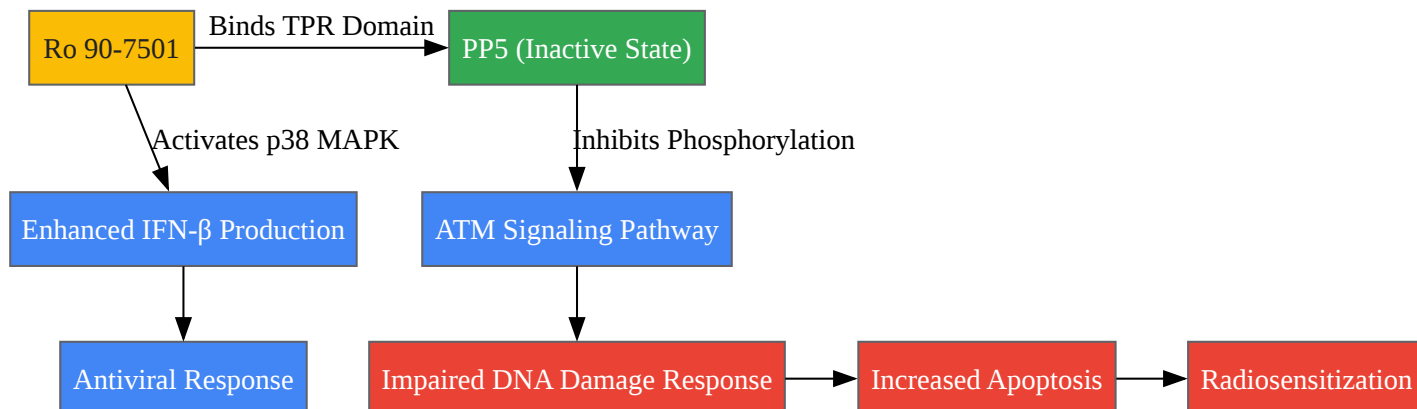 Ro 90-7501
Binds TPR Domain
PP5 (Inactive State)
Activates p38 MAPK
Inhibits Phosphorylation
Enhanced IFN-β Production
ATM Signaling Pathway
Antiviral Response
Impaired DNA Damage Response
Increased Apoptosis
Radiosensitization